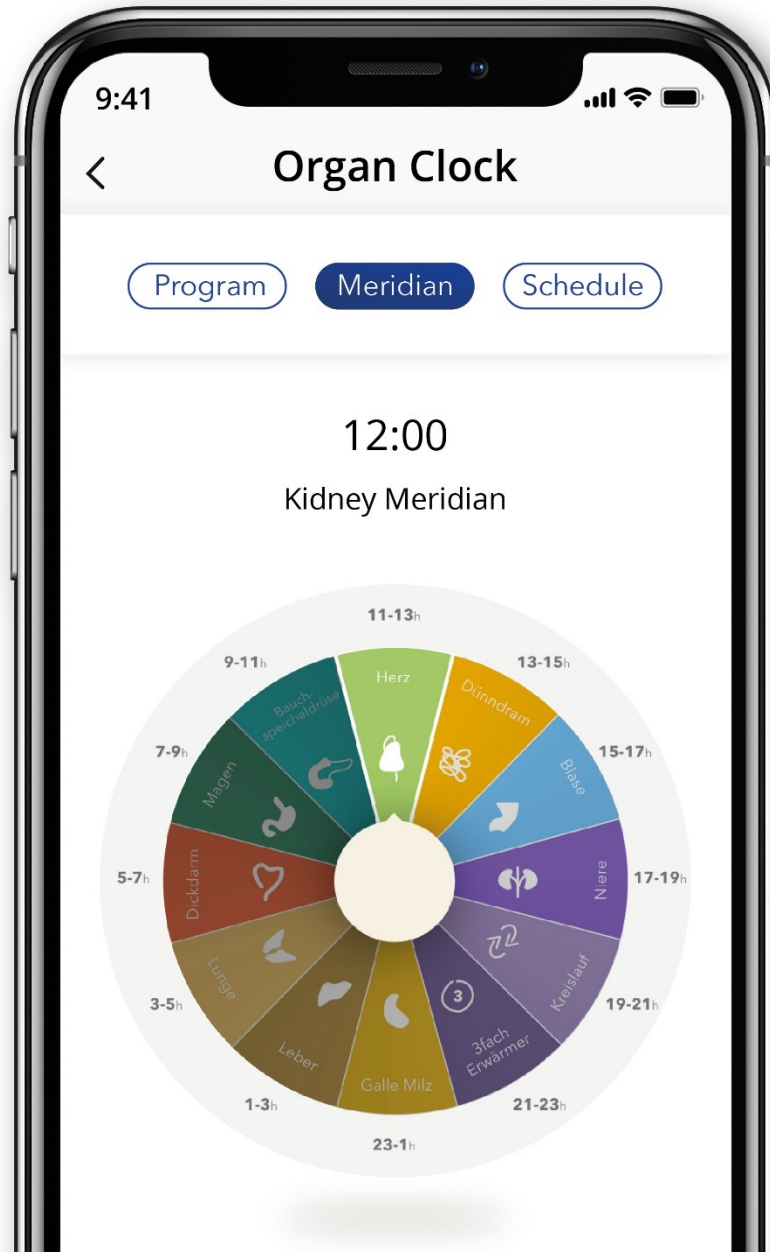 9:41
Organ Clock
Program
Meridian
Schedule
12:00
Kidney Meridian
11-13h
13-15h
15-17h
17-19h
19-21h
21-23h
23-1h
1-3h
3-5h
5-7h
7-9h
9-11h
Herz
Dünndram
Blase
Niere
Kreislauf
3fach
Erwärmer
3
Galle Milz
Leber
Lunge
Dickdarm
Magen
Bauch-
speicheldrüse